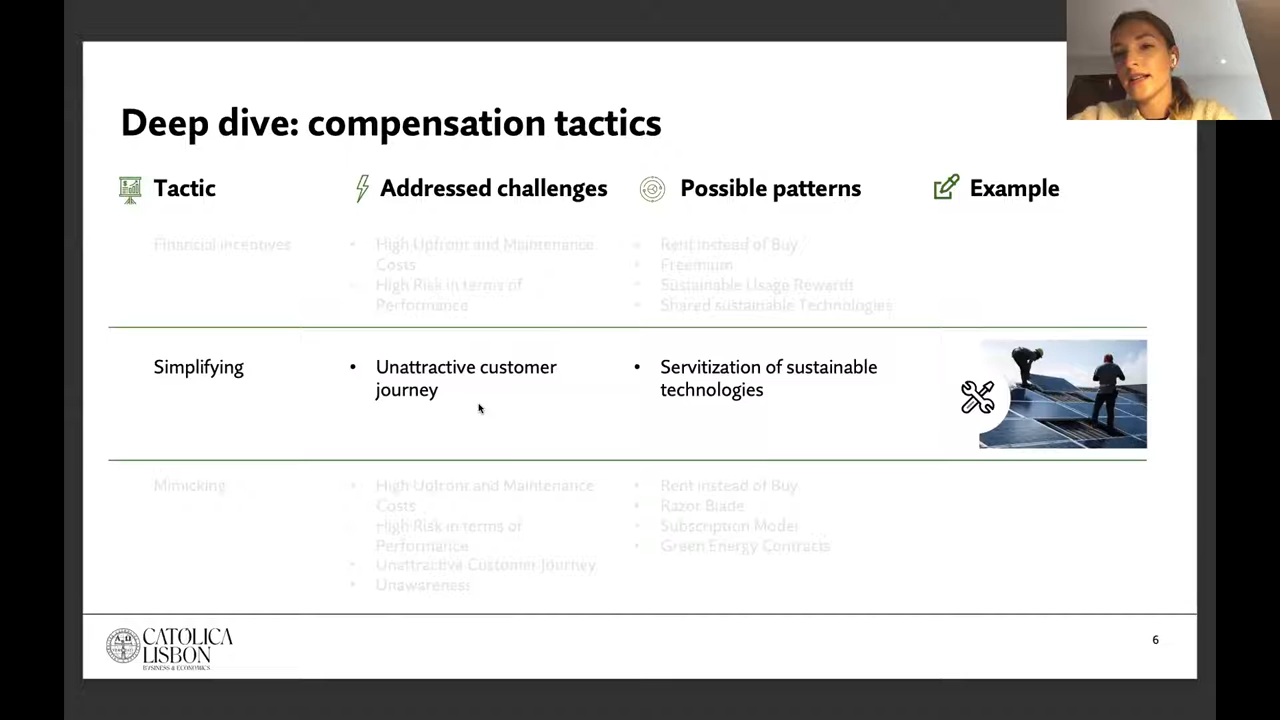 Deep dive: compensation tactics
Tactic
Addressed challenges
Possible patterns
Example
Financial incentives
• High Upfront and Maintenance
Costs
• High Risk in terms of
Performance
• Rent instead of Buy
• Freemium
• Sustainable Usage Rewards
• Shared sustainable Technologies
Simplifying
• Unattractive customer
journey
• Servitization of sustainable
technologies
Mimicking
• High Upfront and Maintenance
Costs
• High Risk in terms of
Performance
• Unattractive Customer Journey
• Unawareness
• Rent instead of Buy
• Razor Blade
• Subscription Model
• Green Energy Contracts
CATOLICA
LISBON
BUSINESS & ECONOMICS
6